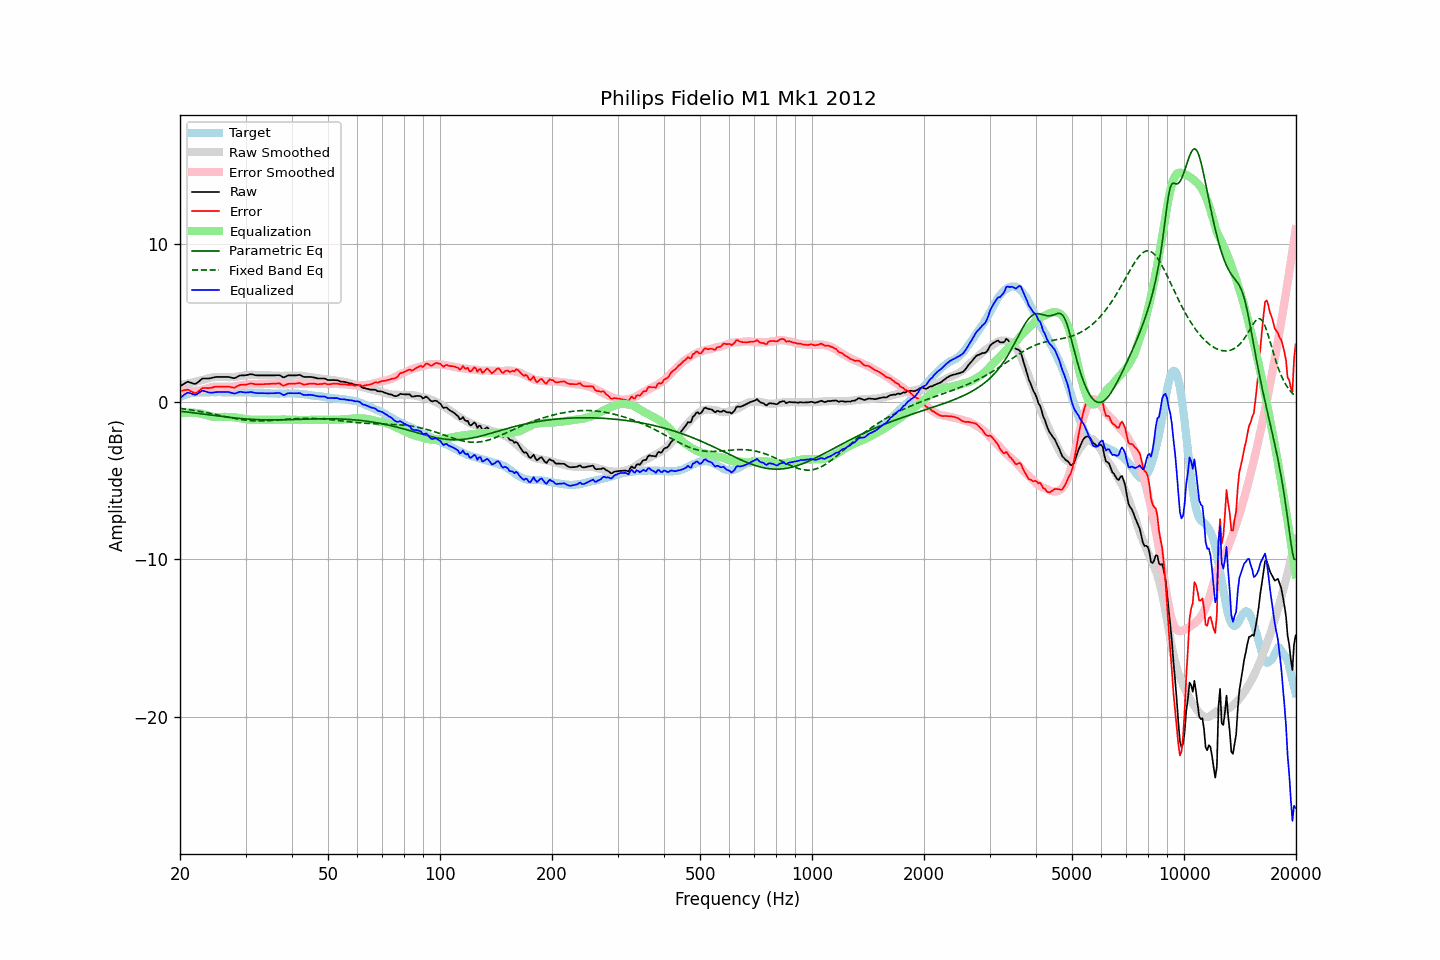 Philips Fidelio M1 Mk1 2012
Target
Raw Smoothed
Error Smoothed
Raw
Error
Equalization
Parametric Eq
Fixed Band Eq
Equalized
10
0
−10
−20
Amplitude (dBr)
20 50 100 200 500 1000 2000 5000 10000 20000
Frequency (Hz)